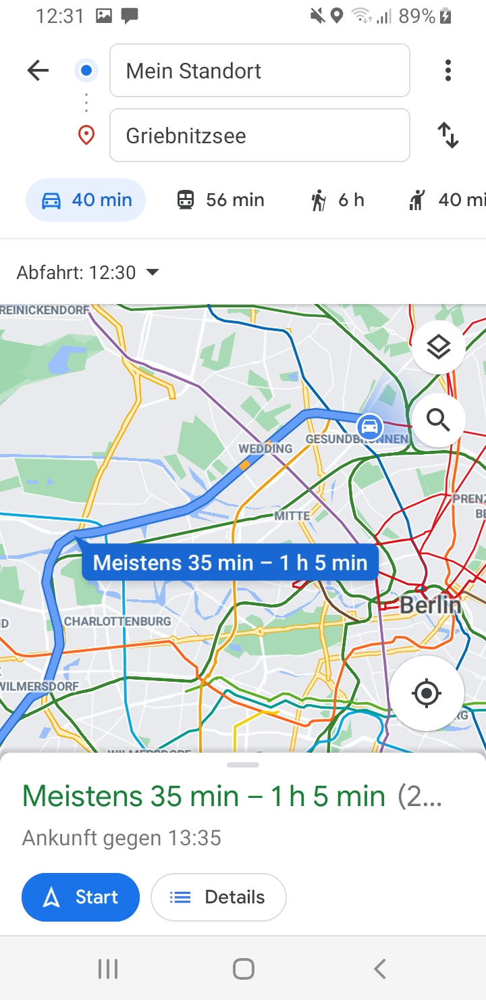 12:31
89%
Mein Standort
Griebnitzsee
40 min
56 min
6 h
40 mi
Abfahrt: 12:30
REINICKENDORF
WEDDING
GESUNDBRUNNEN
PRENZ
BE
MITTE
Meistens 35 min – 1 h 5 min
Berlin
CHARLOTTENBURG
WILMERSDORF
RG
WILMERSDORF
Meistens 35 min – 1 h 5 min (2...
Ankunft gegen 13:35
Start
Details